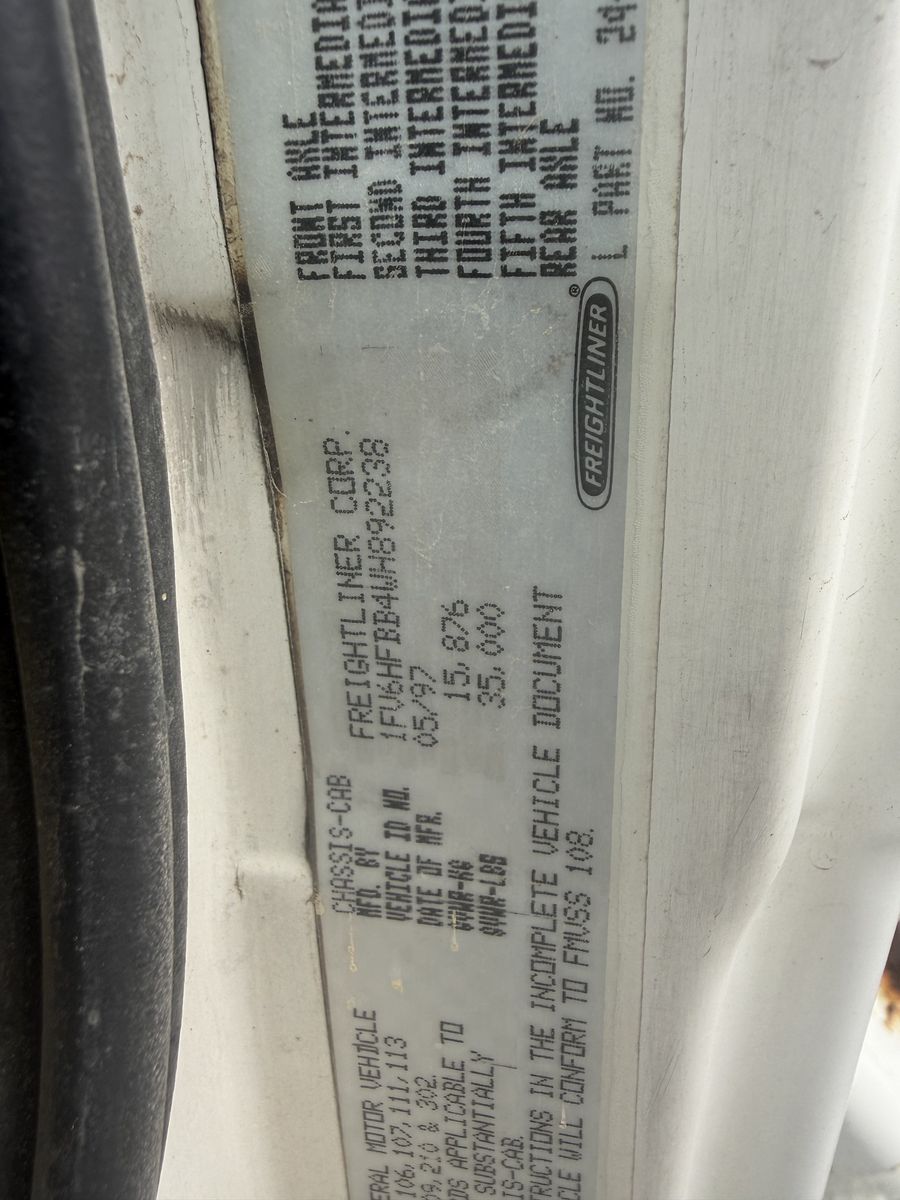 ERAL MOTOR VEHICLE
106, 107, 111, 113
09, 210 & 302.
DS APPLICABLE TO
SUBSTANTIALLY
IS-CAB.
TRUCTIONS IN THE INCOMPLETE VEHICLE DOCUMENT
CLE WILL CONFORM TO FMVSS 108.
CHASSIS-CAB
MFD. BY FREIGHTLINER CORP.
VEHICLE ID NO. 1FV6HFBB4WH892238
DATE OF MFR. 05/97
GVWR-KG 15,876
GVWR-LBS 35,000
FREIGHTLINER®
FRONT AXLE
FIRST INTERMEDIA
SECOND INTERMEDI
THIRD INTERMEDIA
FOURTH INTERMEDI
FIFTH INTERMEDI
REAR AXLE
L PART NO. 24